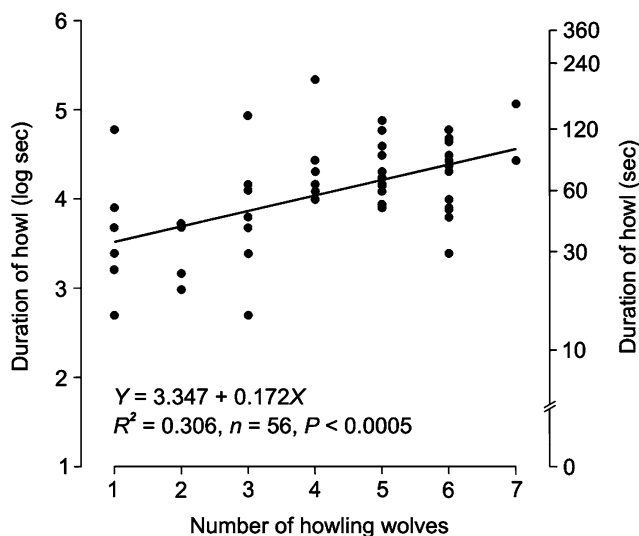 6
5
4
3
2
1
Duration of howl (log sec)
360
240
120
60
30
10
0
Duration of howl (sec)
Y = 3.347 + 0.172X
R² = 0.306, n = 56, P < 0.0005
1 2 3 4 5 6 7
Number of howling wolves